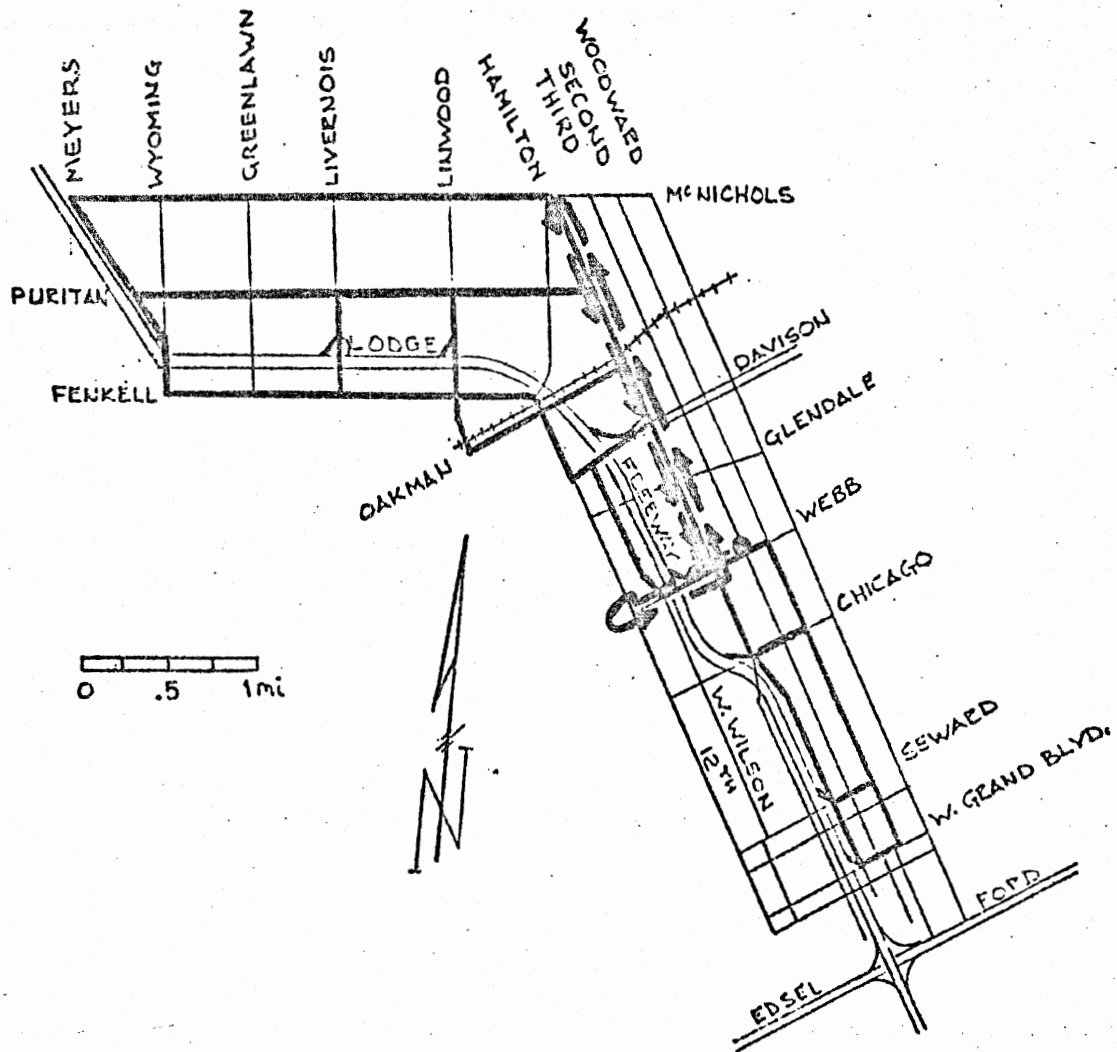 MEYERS
WYOMING
GREENLAWN
LIVERNOIS
LINWOOD
HAMILTON
THIRD
SECOND
WOODWARD
McNICHOLS
PURITAN
LODGE
DAVISON
FENKELL
GLENDALE
OAKMAN
FREEWAY
WEBB
CHICAGO
0 .5 1mi
W. WILSON
12TH
SEWARD
W. GRAND BLVD.
N
FORD
EDSEL